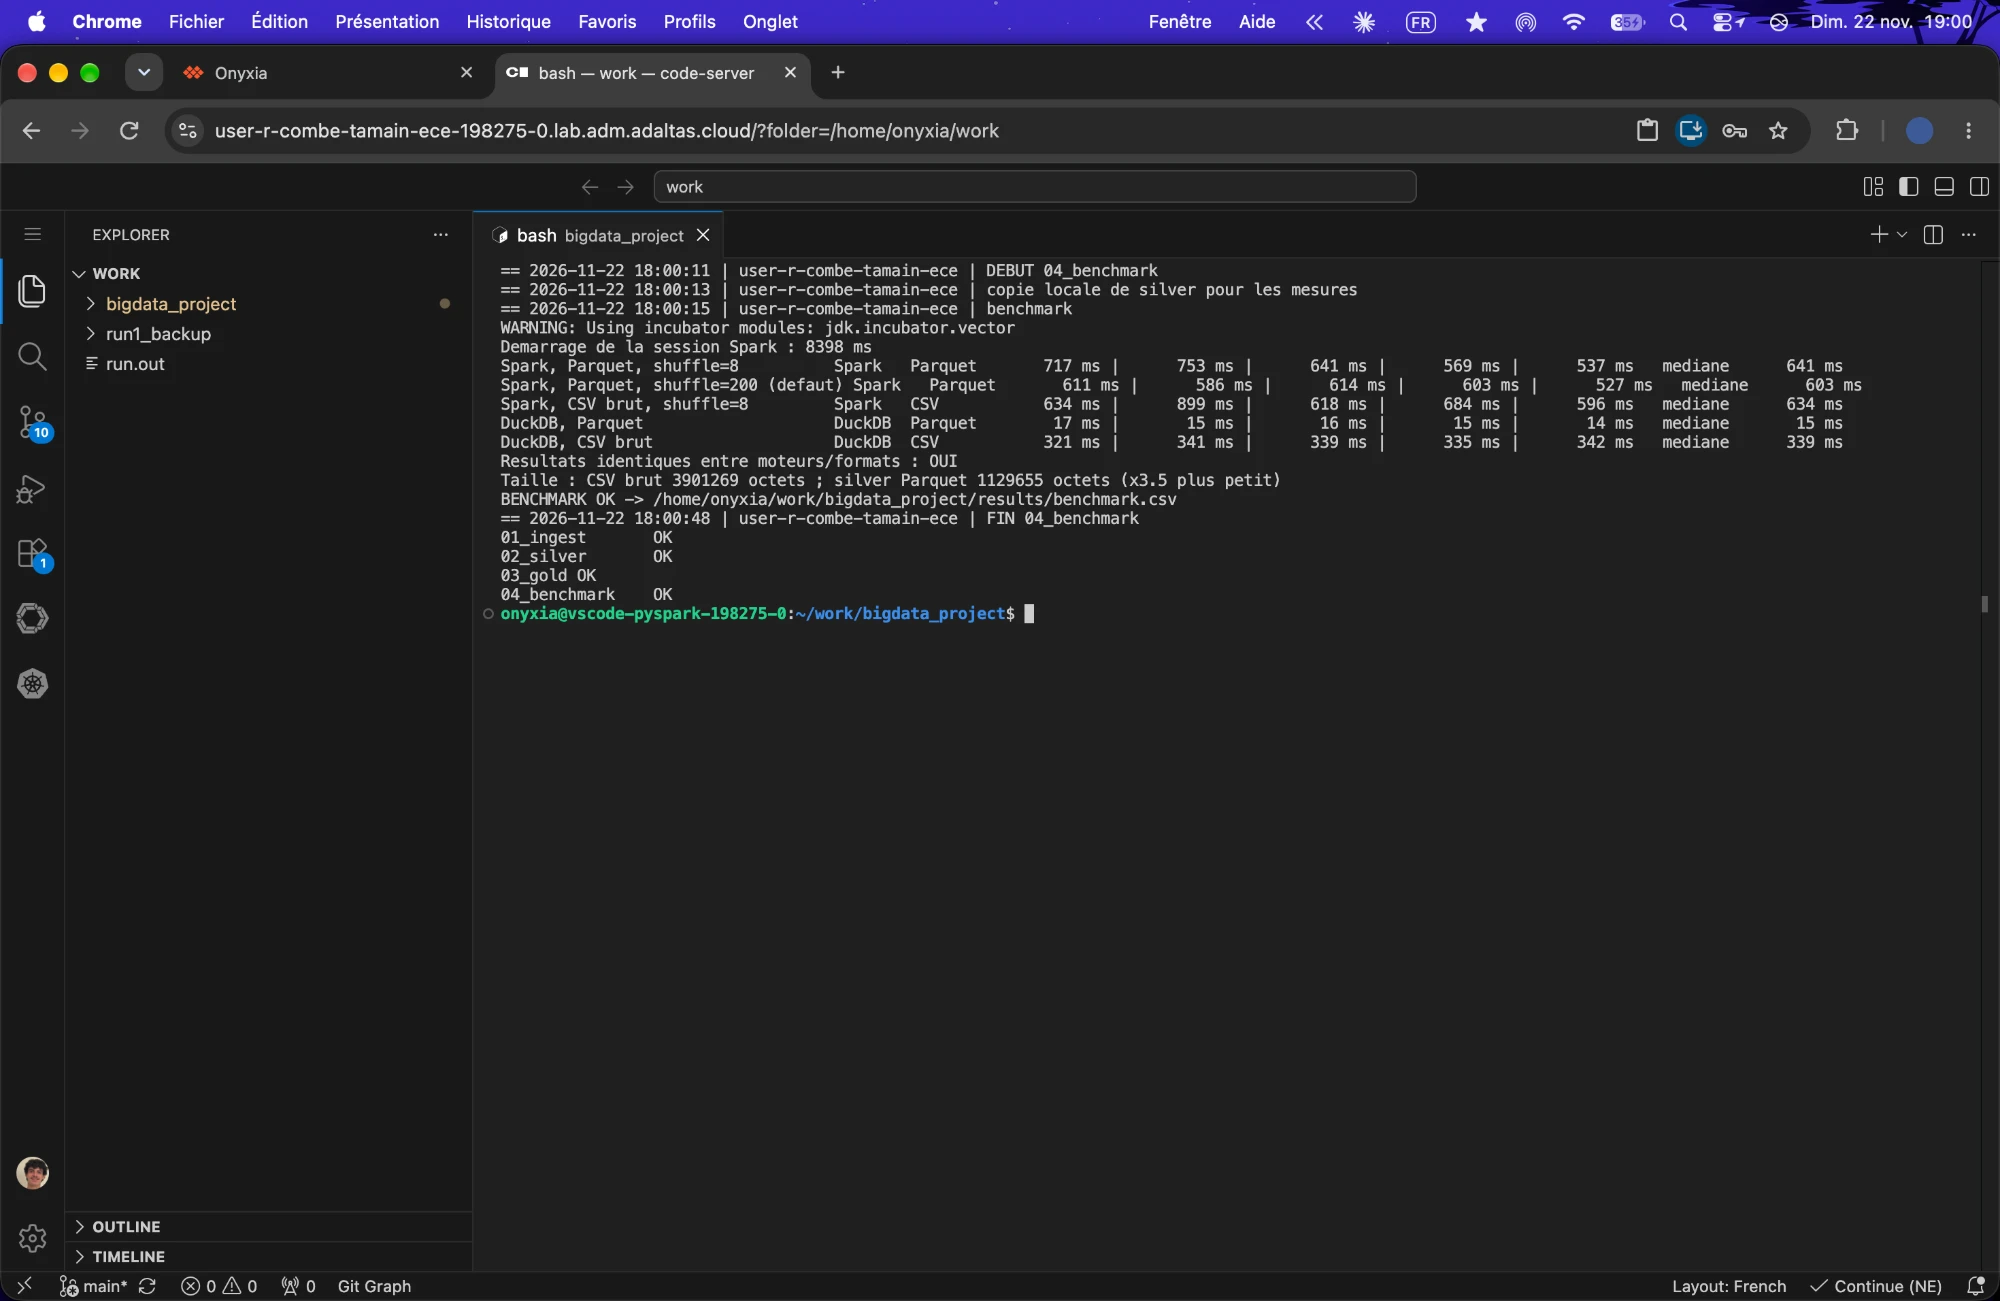 Chrome Fichier Édition Présentation Historique Favoris Profils Onglet Fenêtre Aide FR 35 Dim. 22 nov. 19:00
Onyxia
bash — work — code-server
user-r-combe-tamain-ece-198275-0.lab.adm.adaltas.cloud/?folder=/home/onyxia/work
work
EXPLORER
WORK
bigdata_project
run1_backup
run.out
10
1
OUTLINE
TIMELINE
bash bigdata_project
== 2026-11-22 18:00:11 | user-r-combe-tamain-ece | DEBUT 04_benchmark
== 2026-11-22 18:00:13 | user-r-combe-tamain-ece | copie locale de silver pour les mesures
== 2026-11-22 18:00:15 | user-r-combe-tamain-ece | benchmark
WARNING: Using incubator modules: jdk.incubator.vector
Demarrage de la session Spark : 8398 ms
Spark, Parquet, shuffle=8 Spark Parquet 717 ms | 753 ms | 641 ms | 569 ms | 537 ms mediane 641 ms
Spark, Parquet, shuffle=200 (defaut) Spark Parquet 611 ms | 586 ms | 614 ms | 603 ms | 527 ms mediane 603 ms
Spark, CSV brut, shuffle=8 Spark CSV 634 ms | 899 ms | 618 ms | 684 ms | 596 ms mediane 634 ms
DuckDB, Parquet DuckDB Parquet 17 ms | 15 ms | 16 ms | 15 ms | 14 ms mediane 15 ms
DuckDB, CSV brut DuckDB CSV 321 ms | 341 ms | 339 ms | 335 ms | 342 ms mediane 339 ms
Resultats identiques entre moteurs/formats : OUI
Taille : CSV brut 3901269 octets ; silver Parquet 1129655 octets (x3.5 plus petit)
BENCHMARK OK -> /home/onyxia/work/bigdata_project/results/benchmark.csv
== 2026-11-22 18:00:48 | user-r-combe-tamain-ece | FIN 04_benchmark
01_ingest OK
02_silver OK
03_gold OK
04_benchmark OK
onyxia@vscode-pyspark-198275-0:~/work/bigdata_project$
main* 0 0 0 Git Graph Layout: French Continue (NE)